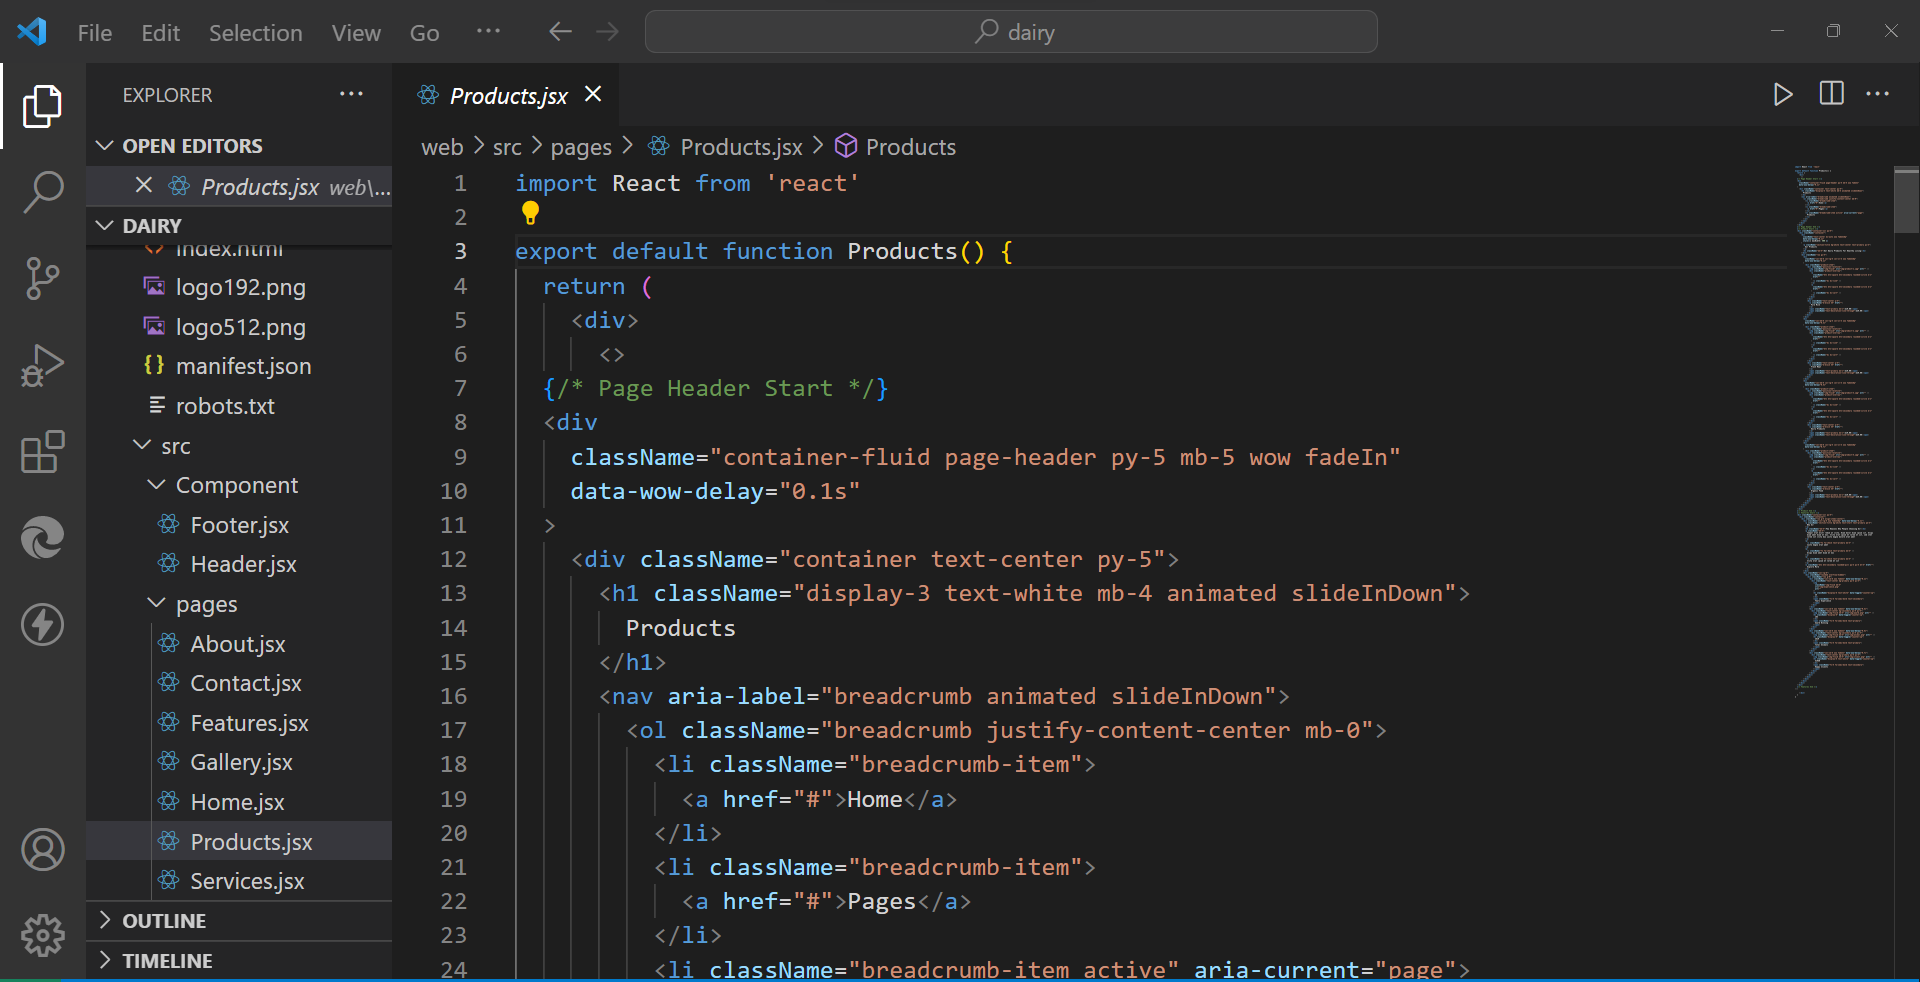 File Edit Selection View Go ...
dairy
EXPLORER ...
OPEN EDITORS
Products.jsx web\...
DAIRY
index.html
logo192.png
logo512.png
manifest.json
robots.txt
src
Component
Footer.jsx
Header.jsx
pages
About.jsx
Contact.jsx
Features.jsx
Gallery.jsx
Home.jsx
Products.jsx
Services.jsx
OUTLINE
TIMELINE
Products.jsx
web > src > pages > Products.jsx > Products
1 import React from 'react'
2
3 export default function Products() {
4 return (
5 <div>
6 <>
7 {/* Page Header Start */}
8 <div
9 className="container-fluid page-header py-5 mb-5 wow fadeIn"
10 data-wow-delay="0.1s"
11 >
12 <div className="container text-center py-5">
13 <h1 className="display-3 text-white mb-4 animated slideInDown">
14 Products
15 </h1>
16 <nav aria-label="breadcrumb animated slideInDown">
17 <ol className="breadcrumb justify-content-center mb-0">
18 <li className="breadcrumb-item">
19 <a href="#">Home</a>
20 </li>
21 <li className="breadcrumb-item">
22 <a href="#">Pages</a>
23 </li>
24 <li className="breadcrumb-item active" aria-current="page">